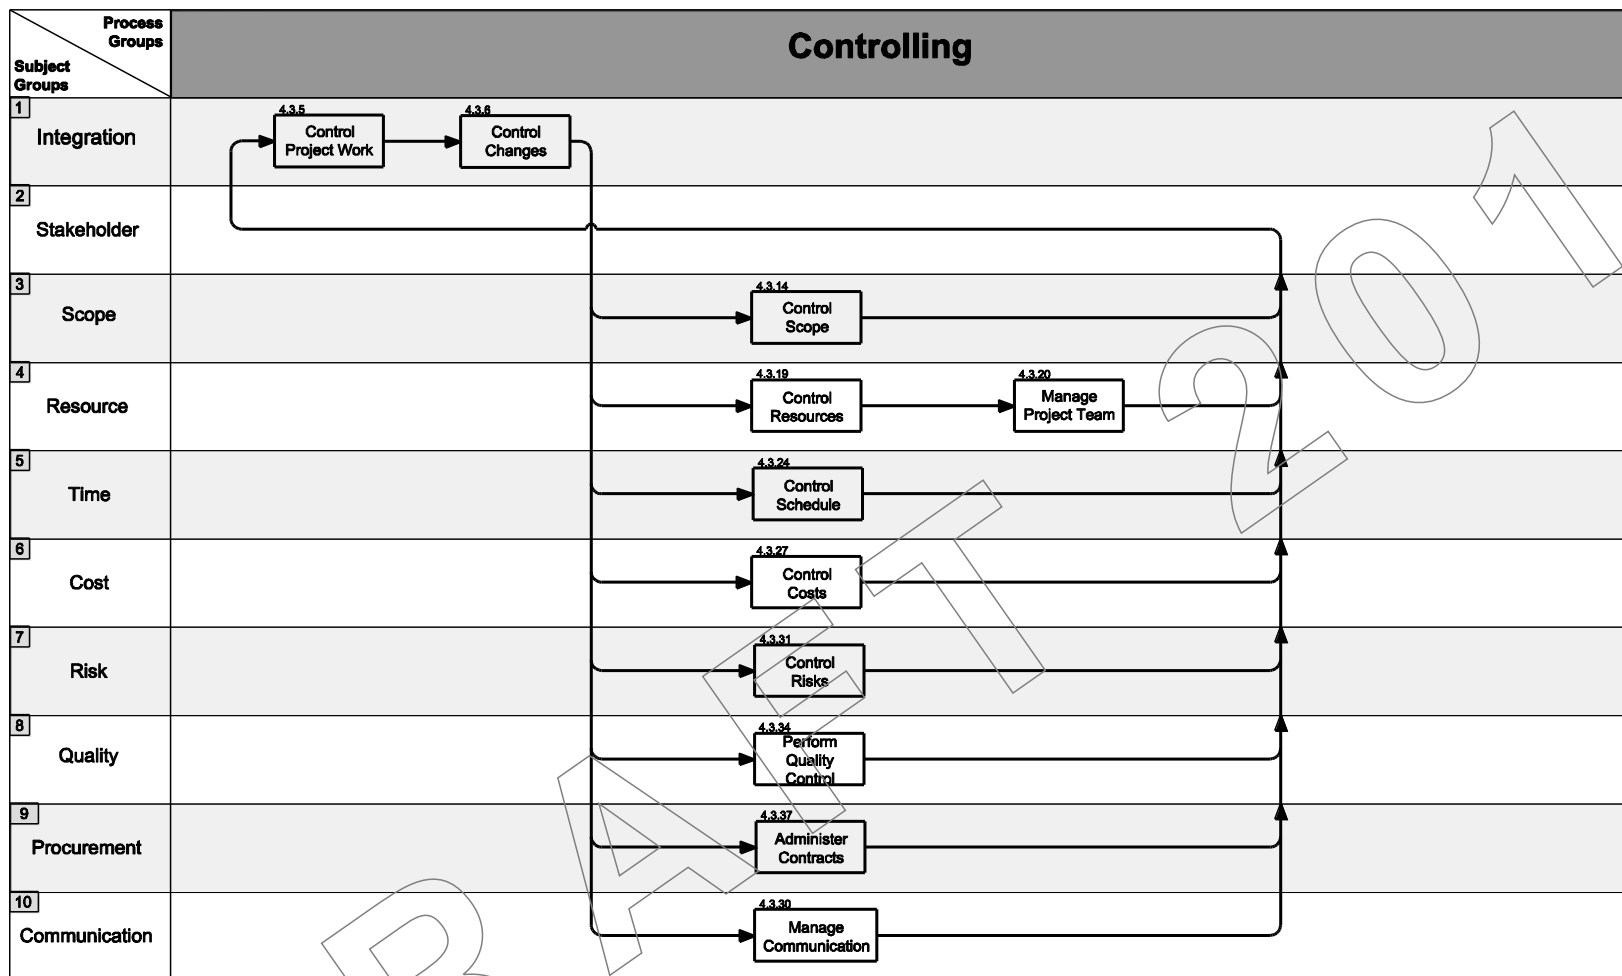 Process
Groups
Subject
Groups
Controlling
1
Integration
4.3.5
Control
Project Work
4.3.6
Control
Changes
2
Stakeholder
3
Scope
4.3.14
Control
Scope
4
Resource
4.3.19
Control
Resources
4.3.20
Manage
Project Team
5
Time
4.3.24
Control
Schedule
6
Cost
4.3.27
Control
Costs
7
Risk
4.3.31
Control
Risks
8
Quality
4.3.34
Perform
Quality
Control
9
Procurement
4.3.37
Administer
Contracts
10
Communication
4.3.30
Manage
Communication